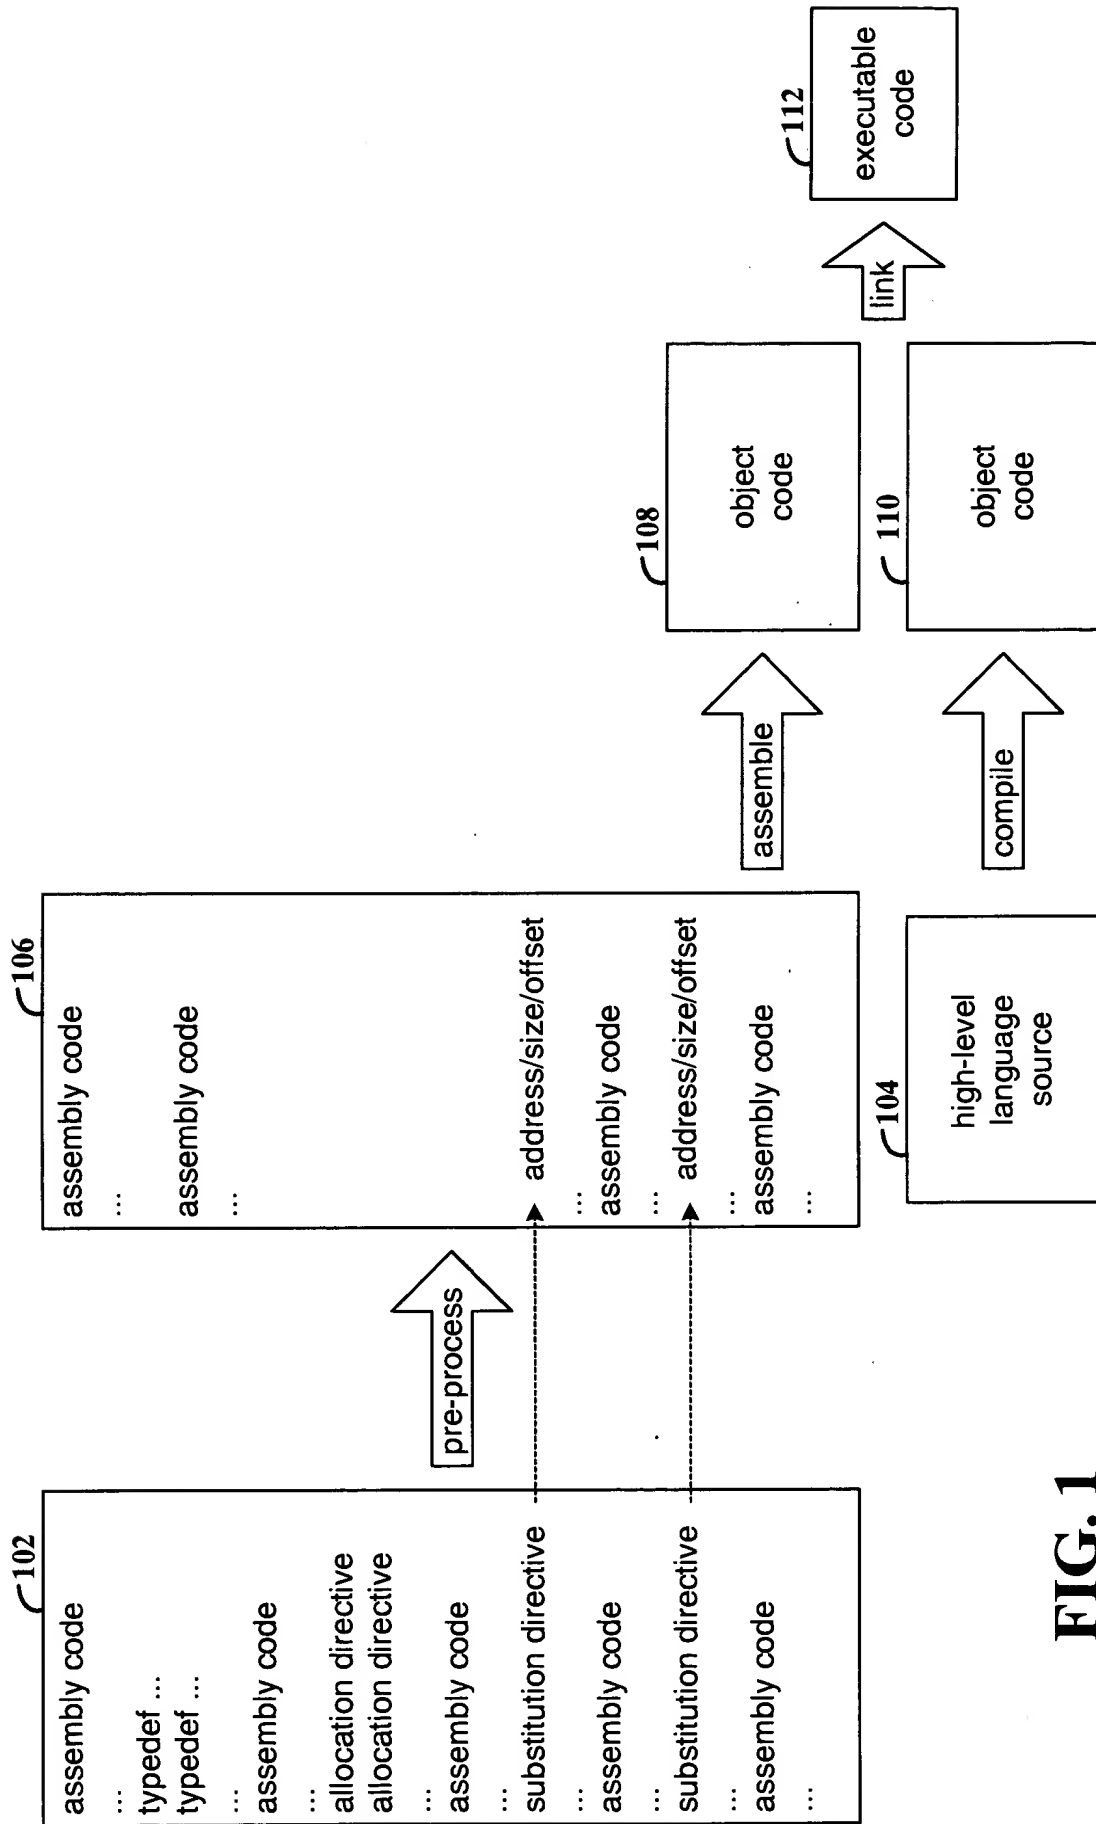 102
assembly code
...
typedef ...
typedef ...
...
assembly code
...
allocation directive
allocation directive
...
assembly code
...
substitution directive
...
assembly code
...
substitution directive
...
assembly code
...
pre-process
106
assembly code
...
assembly code
...
address/size/offset
...
assembly code
...
address/size/offset
...
assembly code
...
104
high-level
language
source
assemble
compile
108
object
code
110
object
code
link
112
executable
code
FIG. 1